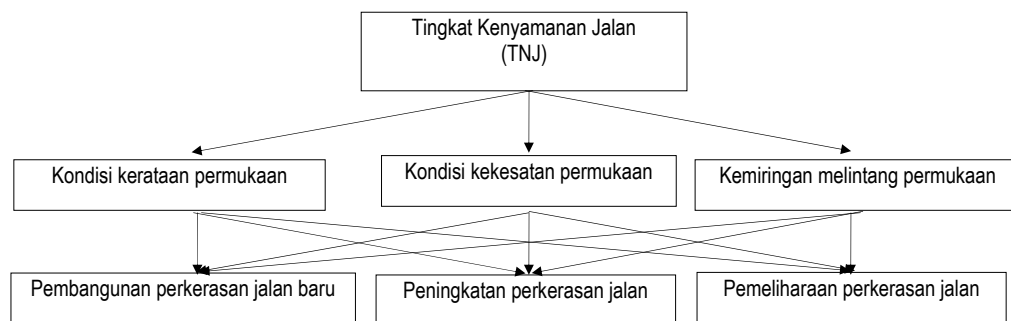 Tingkat Kenyamanan Jalan
(TNJ)
Kondisi kerataan permukaan
Kondisi kekesatan permukaan
Kemiringan melintang permukaan
Pembangunan perkerasan jalan baru
Peningkatan perkerasan jalan
Pemeliharaan perkerasan jalan